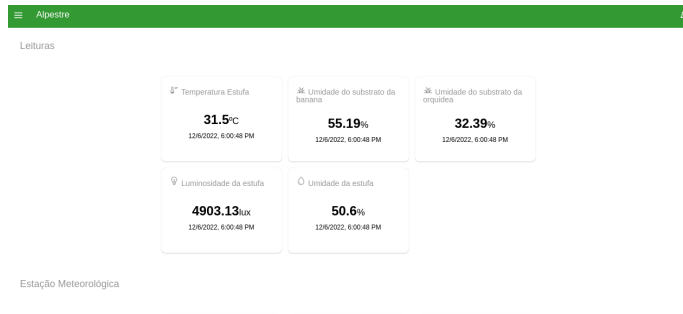 Alpestre
Leituras
Temperatura Estufa
31.5ºC
12/6/2022, 6:00:48 PM
Umidade do substrato da
banana
55.19%
12/6/2022, 6:00:48 PM
Umidade do substrato da
orquidea
32.39%
12/6/2022, 6:00:48 PM
Luminosidade da estufa
4903.13lux
12/6/2022, 6:00:48 PM
Umidade da estufa
50.6%
12/6/2022, 6:00:48 PM
Estação Meteorológica